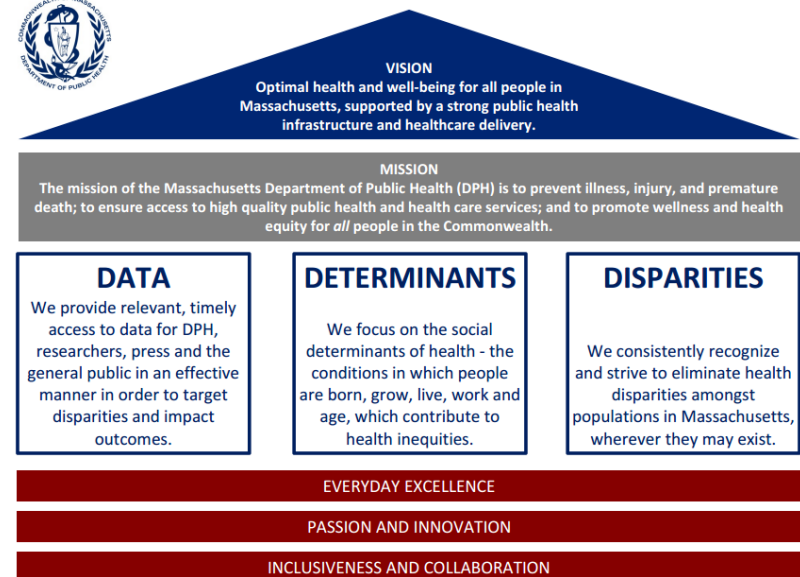 COMMONWEALTH OF MASSACHUSETTS
DEPARTMENT OF PUBLIC HEALTH
VISION
Optimal health and well-being for all people in
Massachusetts, supported by a strong public health
infrastructure and healthcare delivery.
MISSION
The mission of the Massachusetts Department of Public Health (DPH) is to prevent illness, injury, and premature
death; to ensure access to high quality public health and health care services; and to promote wellness and health
equity for all people in the Commonwealth.
DATA
We provide relevant, timely
access to data for DPH,
researchers, press and the
general public in an effective
manner in order to target
disparities and impact
outcomes.
DETERMINANTS
We focus on the social
determinants of health - the
conditions in which people
are born, grow, live, work and
age, which contribute to
health inequities.
DISPARITIES
We consistently recognize
and strive to eliminate health
disparities amongst
populations in Massachusetts,
wherever they may exist.
EVERYDAY EXCELLENCE
PASSION AND INNOVATION
INCLUSIVENESS AND COLLABORATION